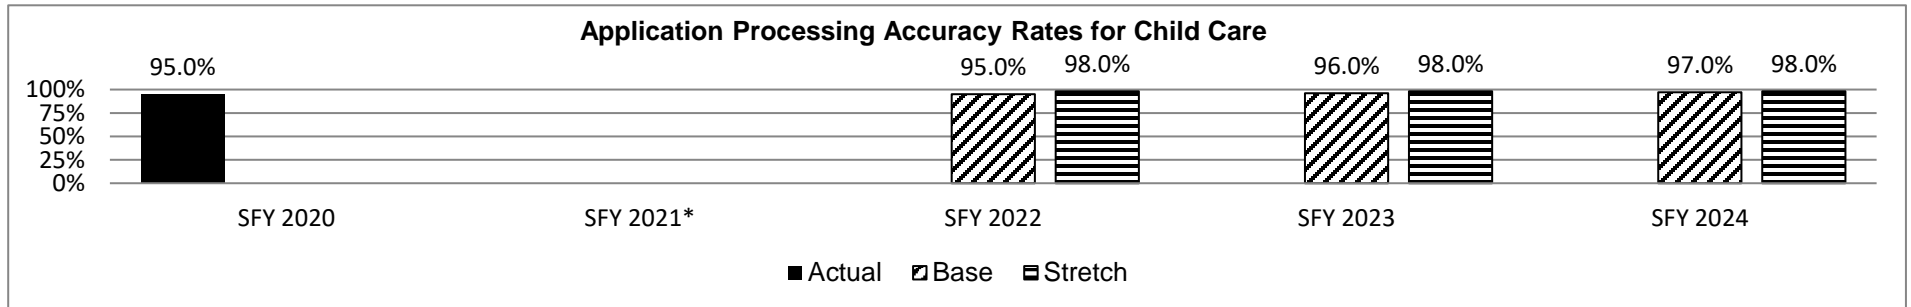 Application Processing Accuracy Rates for Child Care
95.0% 95.0% 98.0% 96.0% 98.0% 97.0% 98.0%
100%
75%
50%
25%
0%
SFY 2020 SFY 2021* SFY 2022 SFY 2023 SFY 2024
Actual Base Stretch